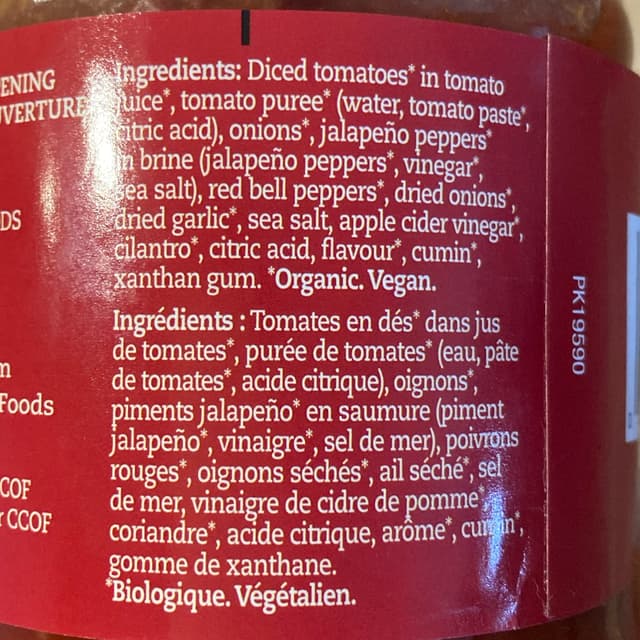 ENING
UVERTURE
DS
m
Foods
COF
r CCOF
Ingredients: Diced tomatoes* in tomato
juice*, tomato puree* (water, tomato paste*,
citric acid), onions*, jalapeño peppers*
in brine (jalapeño peppers*, vinegar*,
sea salt), red bell peppers*, dried onions*,
dried garlic*, sea salt, apple cider vinegar*,
cilantro*, citric acid, flavour*, cumin*,
xanthan gum. *Organic. Vegan.
Ingrédients : Tomates en dés* dans jus
de tomates*, purée de tomates* (eau, pâte
de tomates*, acide citrique), oignons*,
piments jalapeño* en saumure (piment
jalapeño*, vinaigre*, sel de mer), poivrons
rouges*, oignons séchés*, ail séché*, sel
de mer, vinaigre de cidre de pomme*,
coriandre*, acide citrique, arôme*, cumin*,
gomme de xanthane.
*Biologique. Végétalien.
PK19590